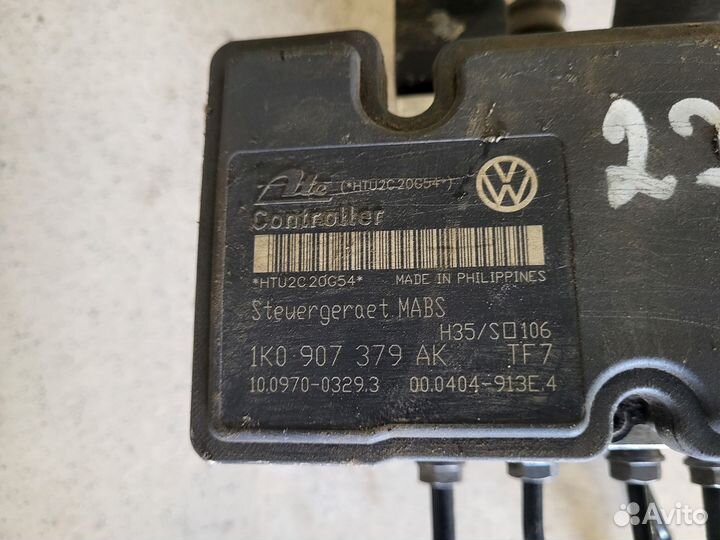 Ate (*HTU2C20G54*)
Controller
*HTU2C20G54*
MADE IN PHILIPPINES
Steuergeraet MABS
H35/S□106
1K0 907 379 AK TF7
10.0970-0329.3 00.0404-913E.4
22
Avito